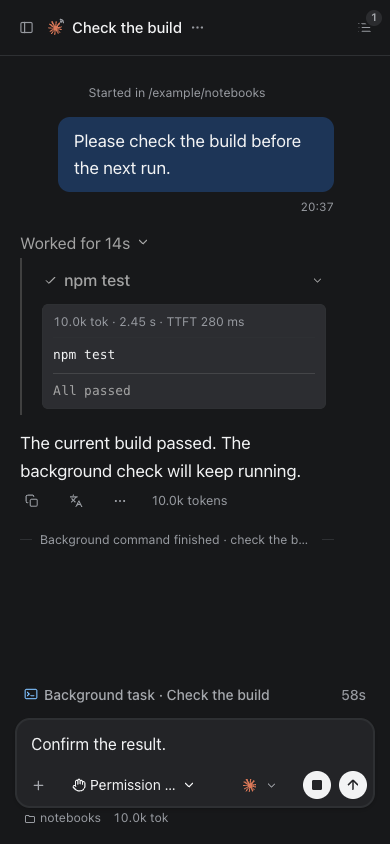 Check the build
1
Started in /example/notebooks
Please check the build before
the next run.
20:37
Worked for 14s
npm test
10.0k tok · 2.45 s · TTFT 280 ms
npm test
All passed
The current build passed. The
background check will keep running.
10.0k tokens
Background command finished · check the b...
Background task · Check the build 58s
Confirm the result.
Permission ...
notebooks 10.0k tok